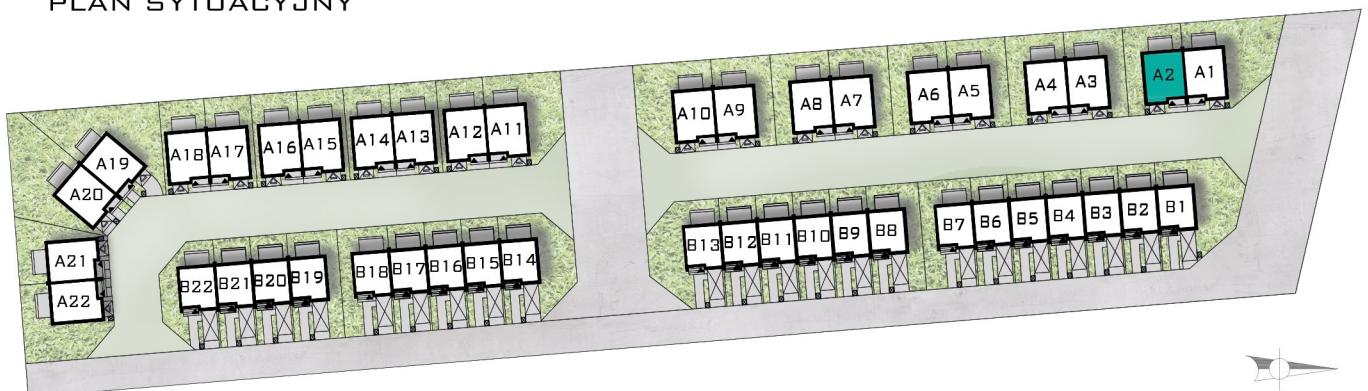 PLAN SYTUACYJNY
A2 A1
A4 A3
A6 A5
A8 A7
A10 A9
A12 A11
A14 A13
A16 A15
A18 A17
A19
A20
A21
A22
B7 B6 B5 B4 B3 B2 B1
B13 B12 B11 B10 B9 B8
B18 B17 B16 B15 B14
B22 B21 B20 B19